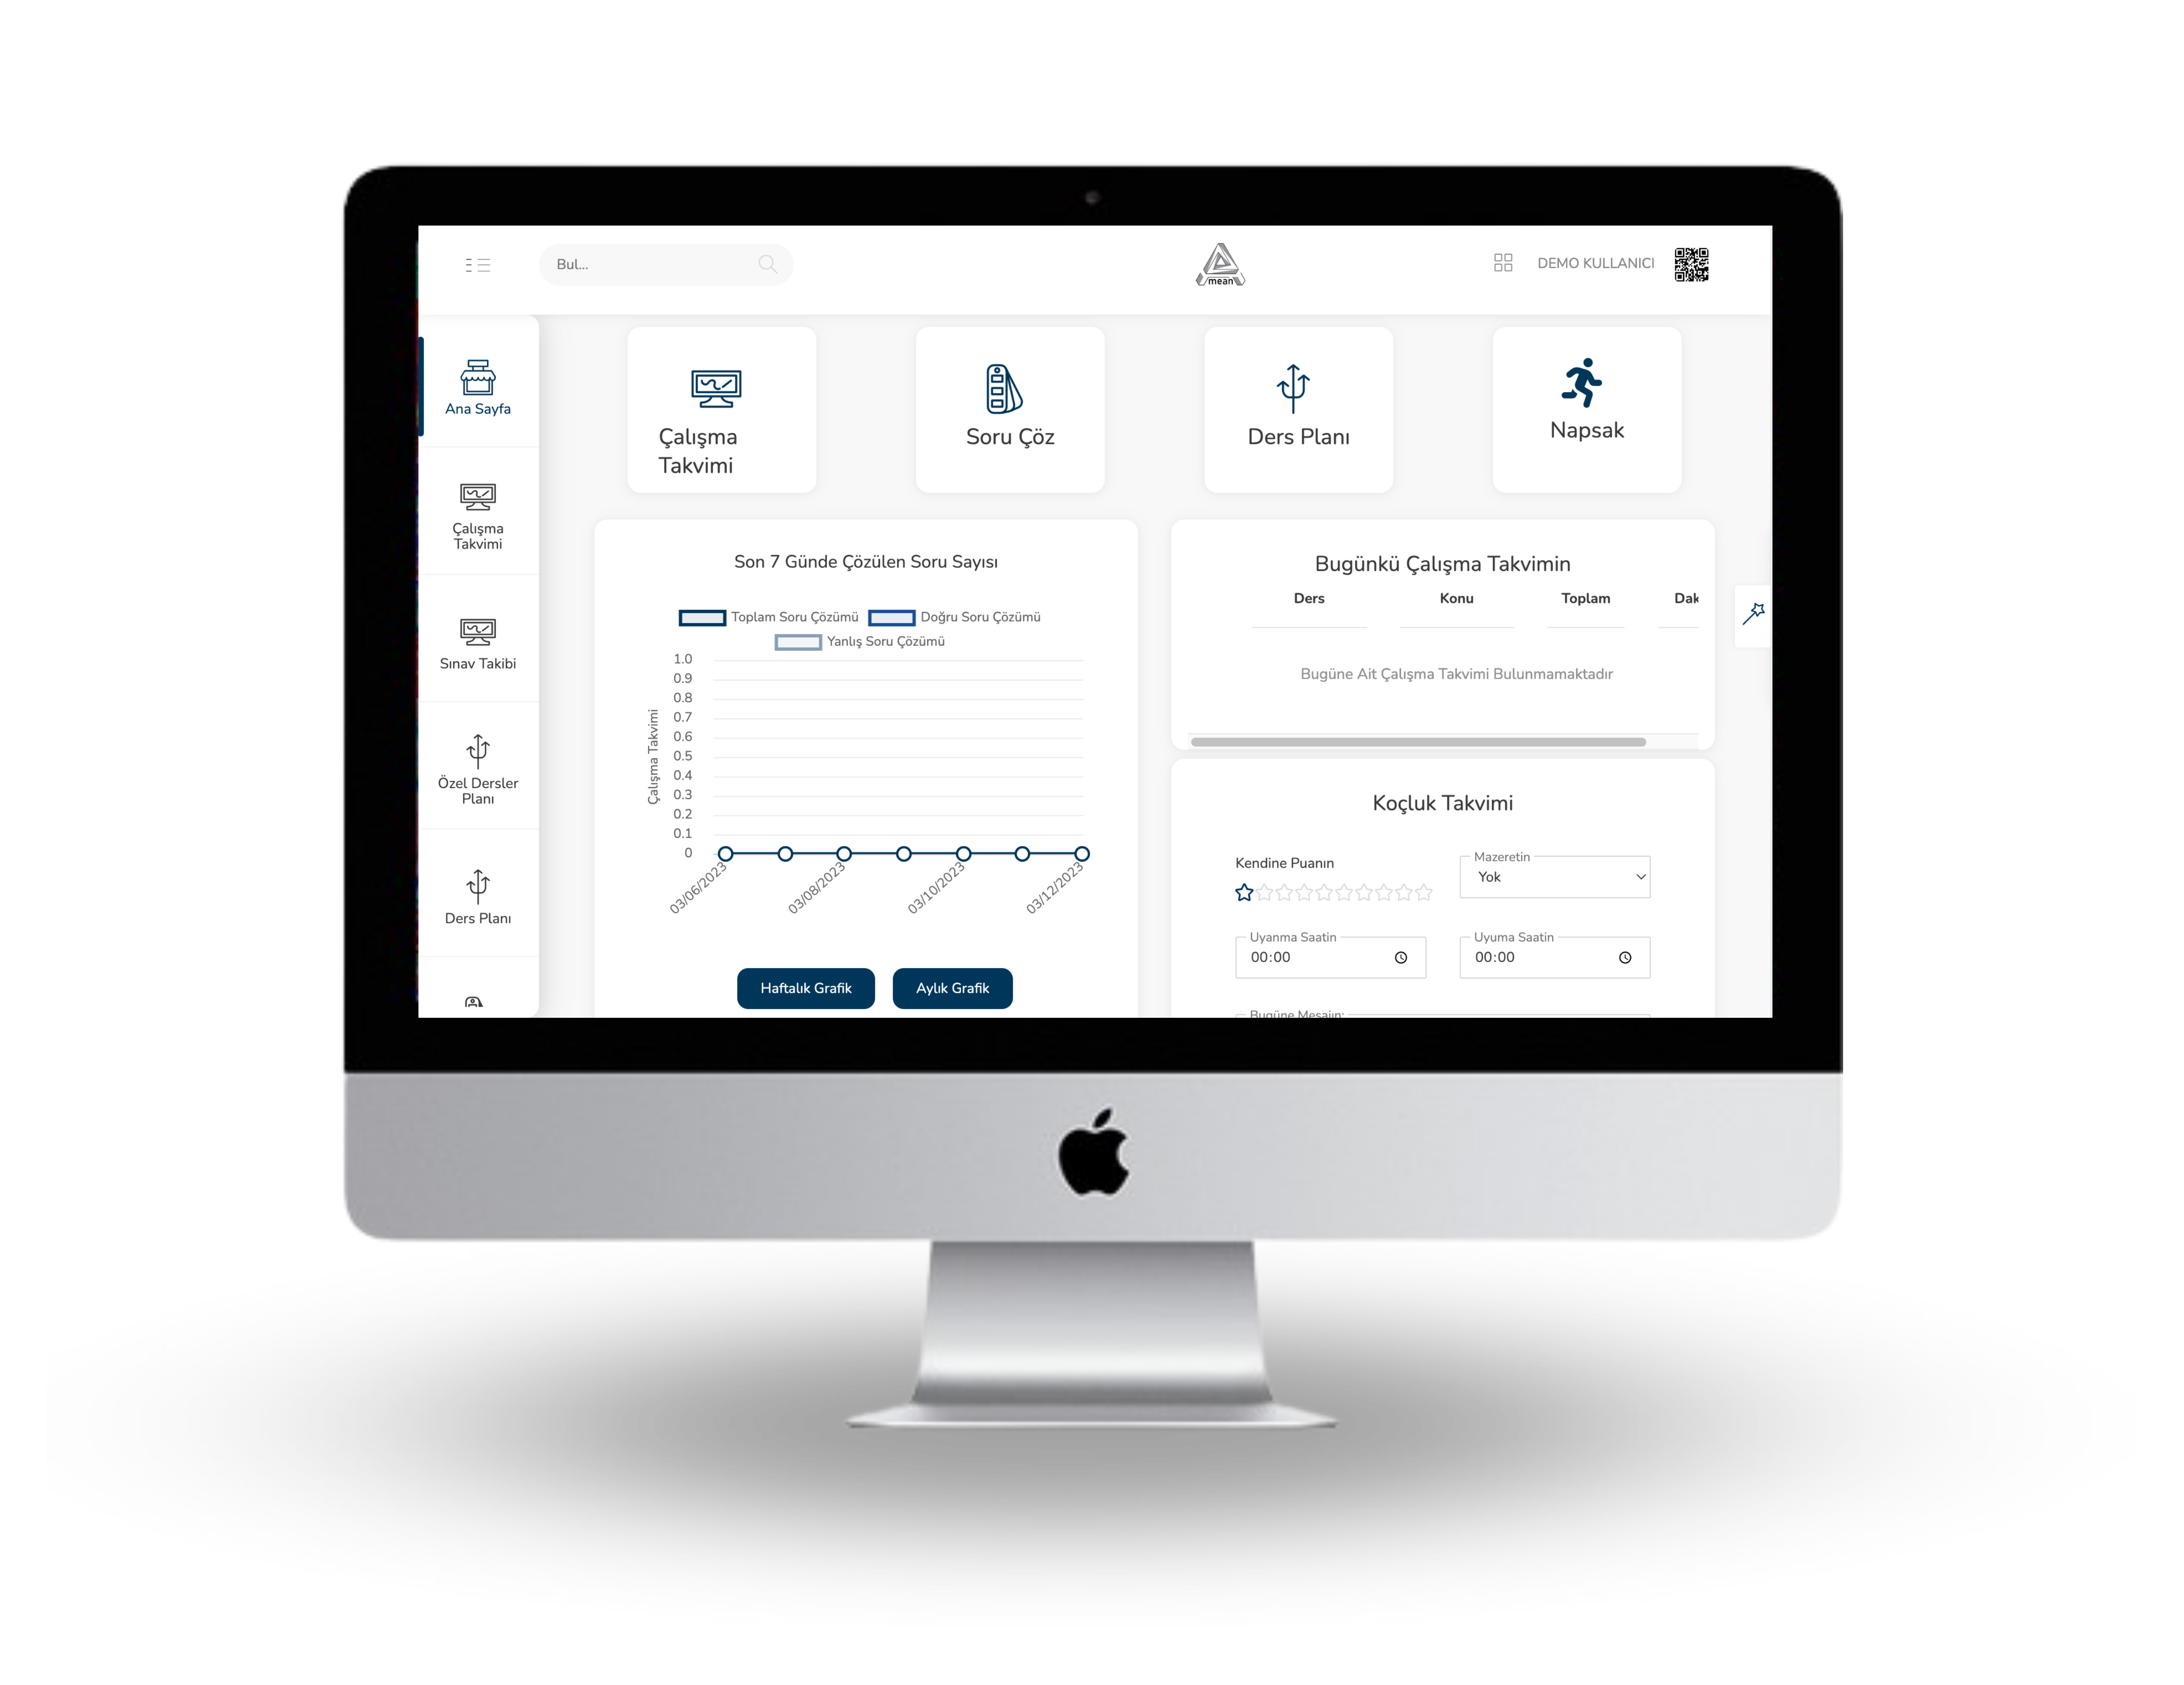 Bul...
mean
DEMO KULLANICI
Ana Sayfa
Çalışma
Takvimi
Sınav Takibi
Özel Dersler
Planı
Ders Planı
Çalışma
Takvimi
Soru Çöz
Ders Planı
Napsak
Son 7 Günde Çözülen Soru Sayısı
Toplam Soru Çözümü Doğru Soru Çözümü
Yanlış Soru Çözümü
Çalışma Takvimi
1.0
0.9
0.8
0.7
0.6
0.5
0.4
0.3
0.2
0.1
0
03/06/2023 03/08/2023 03/10/2023 03/12/2023
Haftalık Grafik Aylık Grafik
Bugünkü Çalışma Takvimin
Ders Konu Toplam Dak
Bugüne Ait Çalışma Takvimi Bulunmamaktadır
Koçluk Takvimi
Kendine Puanın
Mazeretin
Yok
Uyanma Saatin
00:00
Uyuma Saatin
00:00
Bugüne Mesajın: